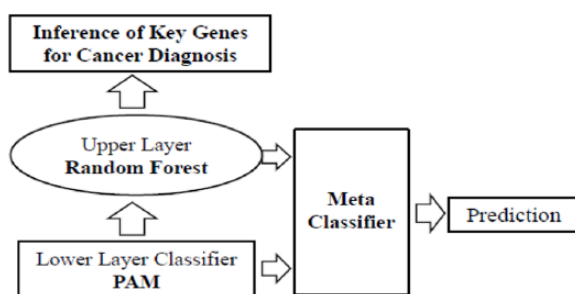 Inference of Key Genes
for Cancer Diagnosis
Upper Layer
Random Forest
Meta
Classifier
Prediction
Lower Layer Classifier
PAM